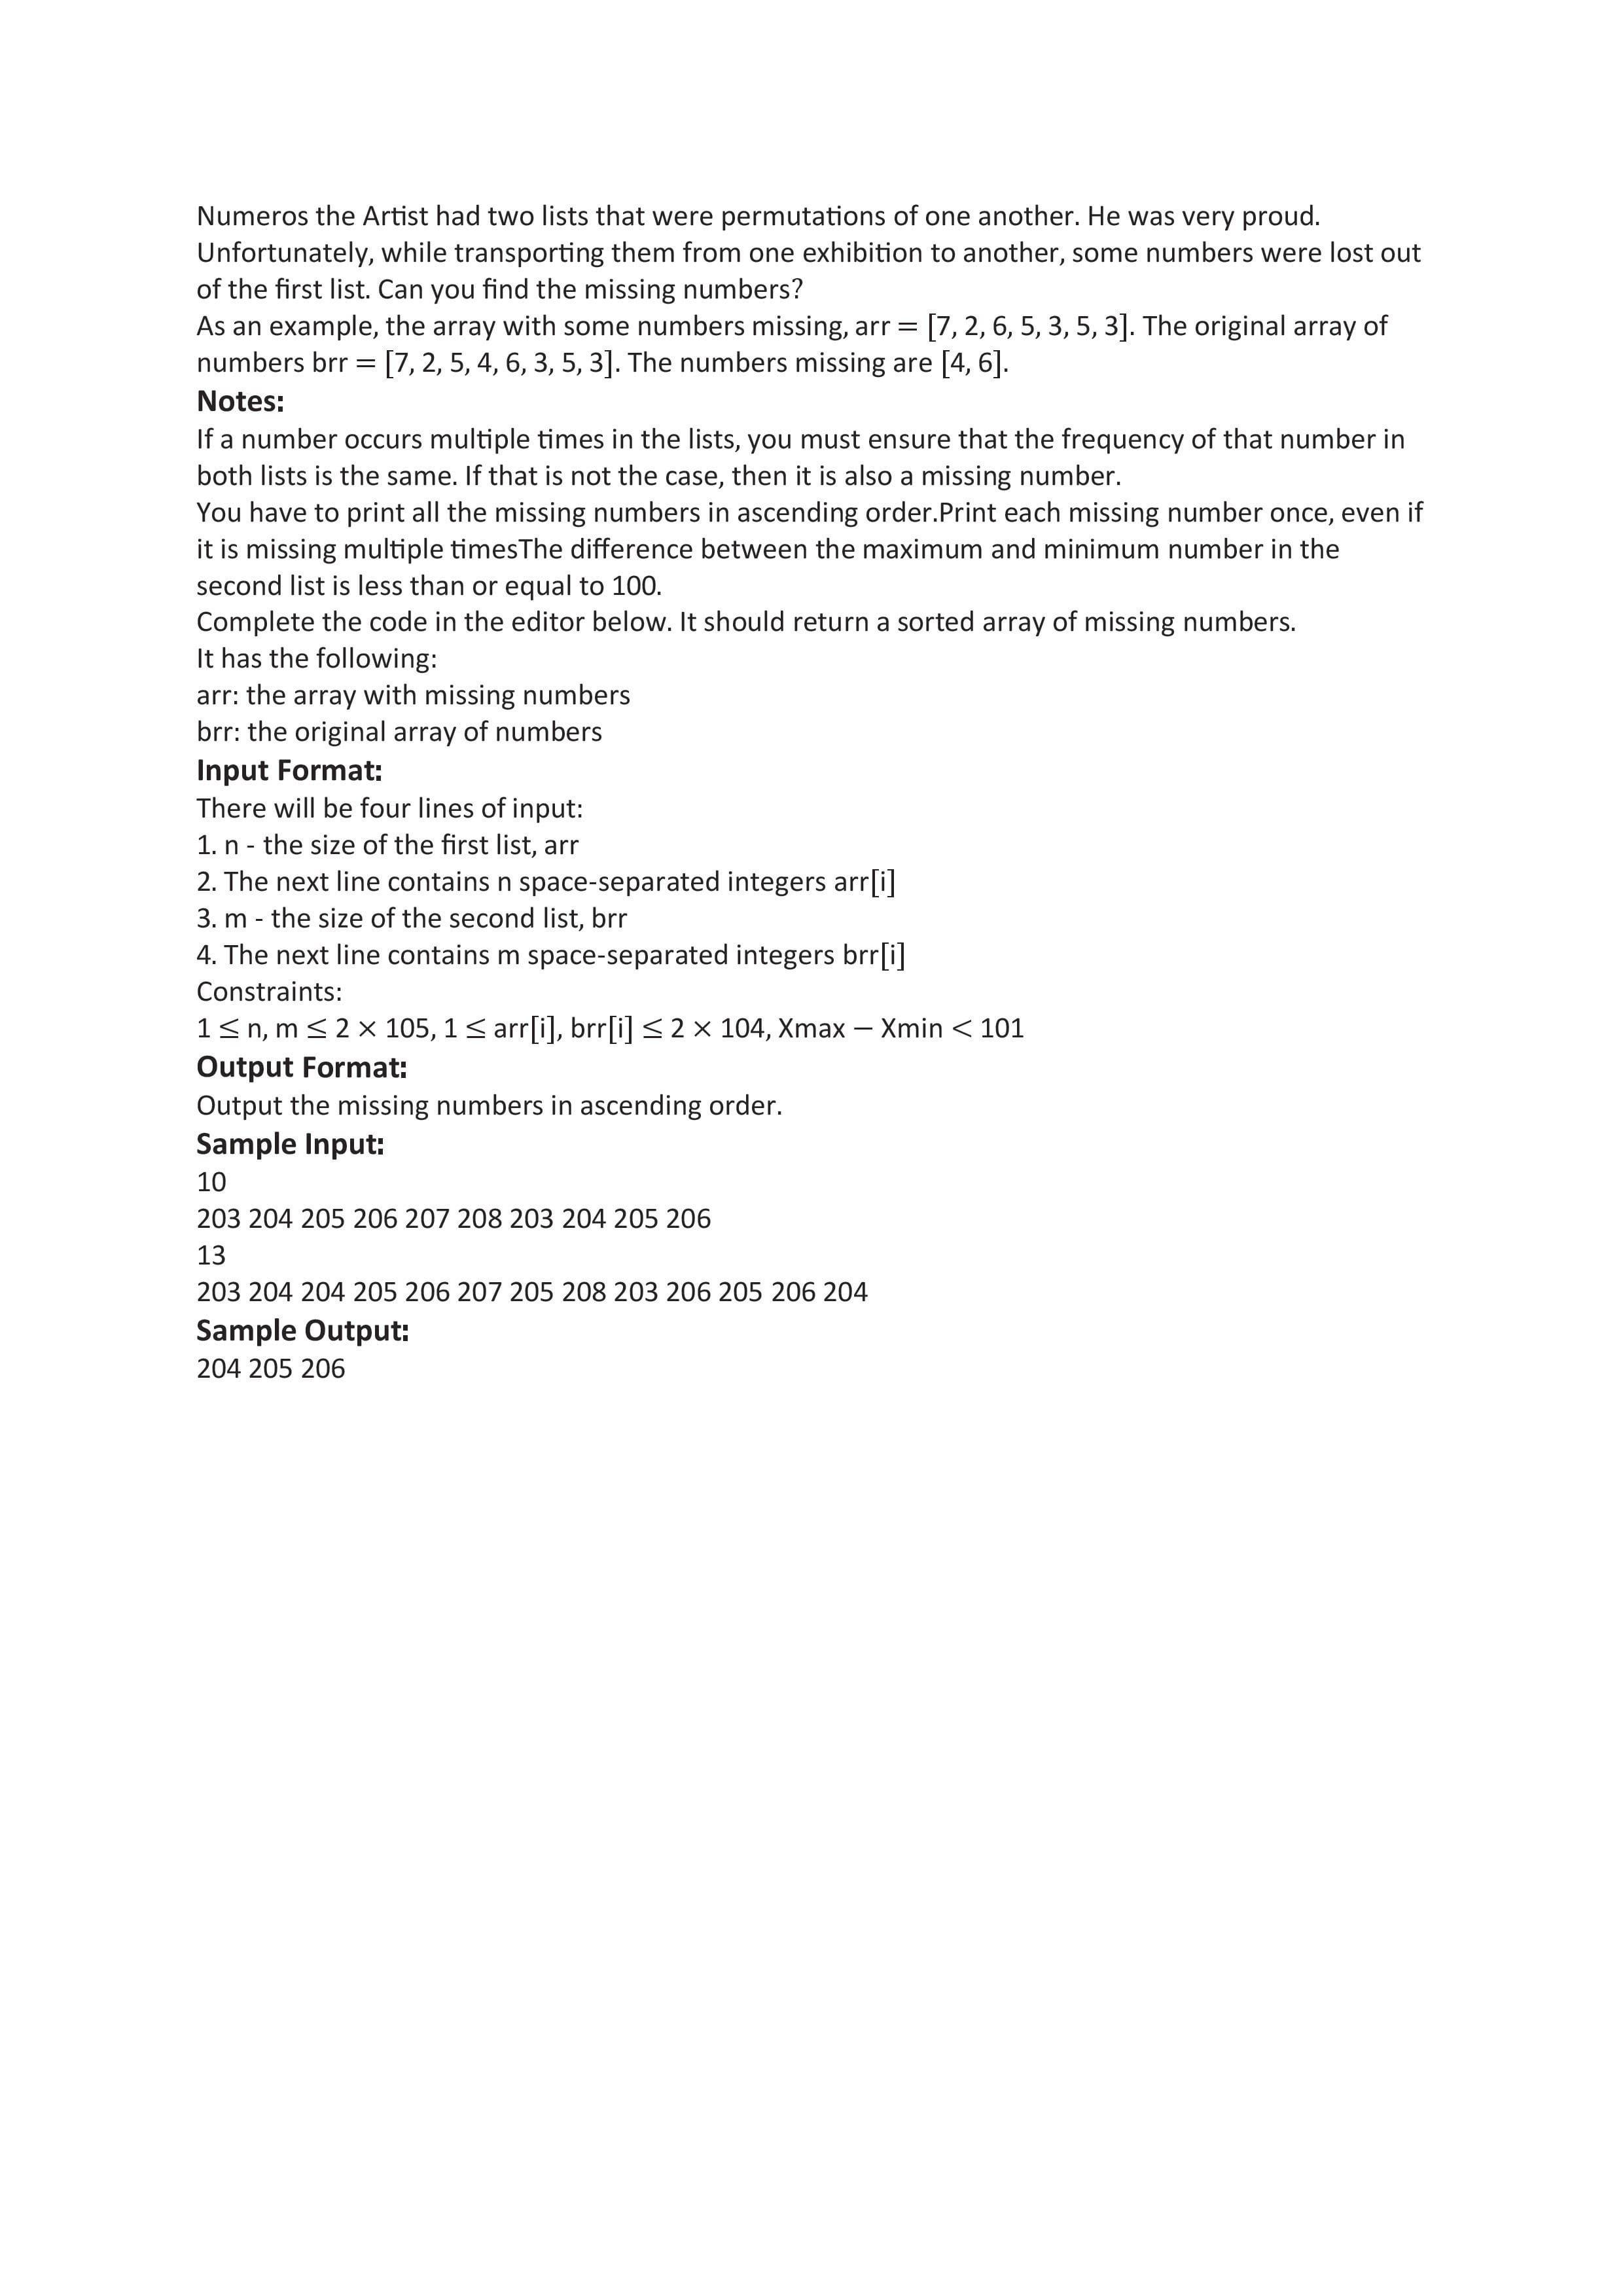 Numeros the Artist had two lists that were permutations of one another. He was very proud.
Unfortunately, while transporting them from one exhibition to another, some numbers were lost out
of the first list. Can you find the missing numbers?
As an example, the array with some numbers missing, arr = [7, 2, 6, 5, 3, 5, 3]. The original array of
numbers brr = [7, 2, 5, 4, 6, 3, 5, 3]. The numbers missing are [4, 6].
Notes:
If a number occurs multiple times in the lists, you must ensure that the frequency of that number in
both lists is the same. If that is not the case, then it is also a missing number.
You have to print all the missing numbers in ascending order.Print each missing number once, even if
it is missing multiple timesThe difference between the maximum and minimum number in the
second list is less than or equal to 100.
Complete the code in the editor below. It should return a sorted array of missing numbers.
It has the following:
arr: the array with missing numbers
brr: the original array of numbers
Input Format:
There will be four lines of input:
1. n - the size of the first list, arr
2. The next line contains n space-separated integers arr[i]
3. m - the size of the second list, brr
4. The next line contains m space-separated integers brr[i]
Constraints:
1 ≤ n, m ≤ 2 × 105, 1 ≤ arr[i], brr[i] ≤ 2 × 104, Xmax − Xmin < 101
Output Format:
Output the missing numbers in ascending order.
Sample Input:
10
203 204 205 206 207 208 203 204 205 206
13
203 204 204 205 206 207 205 208 203 206 205 206 204
Sample Output:
204 205 206